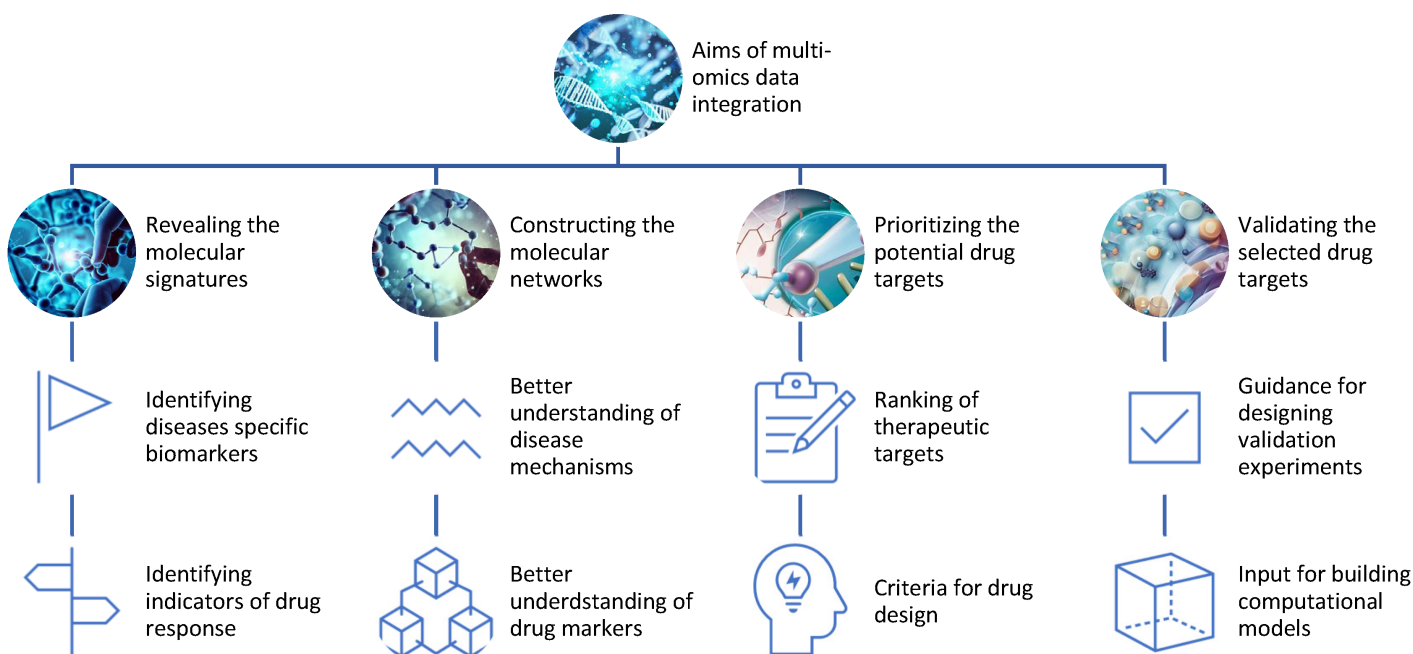 Aims of multi-
omics data
integration
Revealing the
molecular
signatures
Constructing the
molecular
networks
Prioritizing the
potential drug
targets
Validating the
selected drug
targets
Identifying
diseases specific
biomarkers
Better
understanding of
disease
mechanisms
Ranking of
therapeutic
targets
Guidance for
designing
validation
experiments
Identifying
indicators of drug
response
Better
underdstanding of
drug markers
Criteria for drug
design
Input for building
computational
models